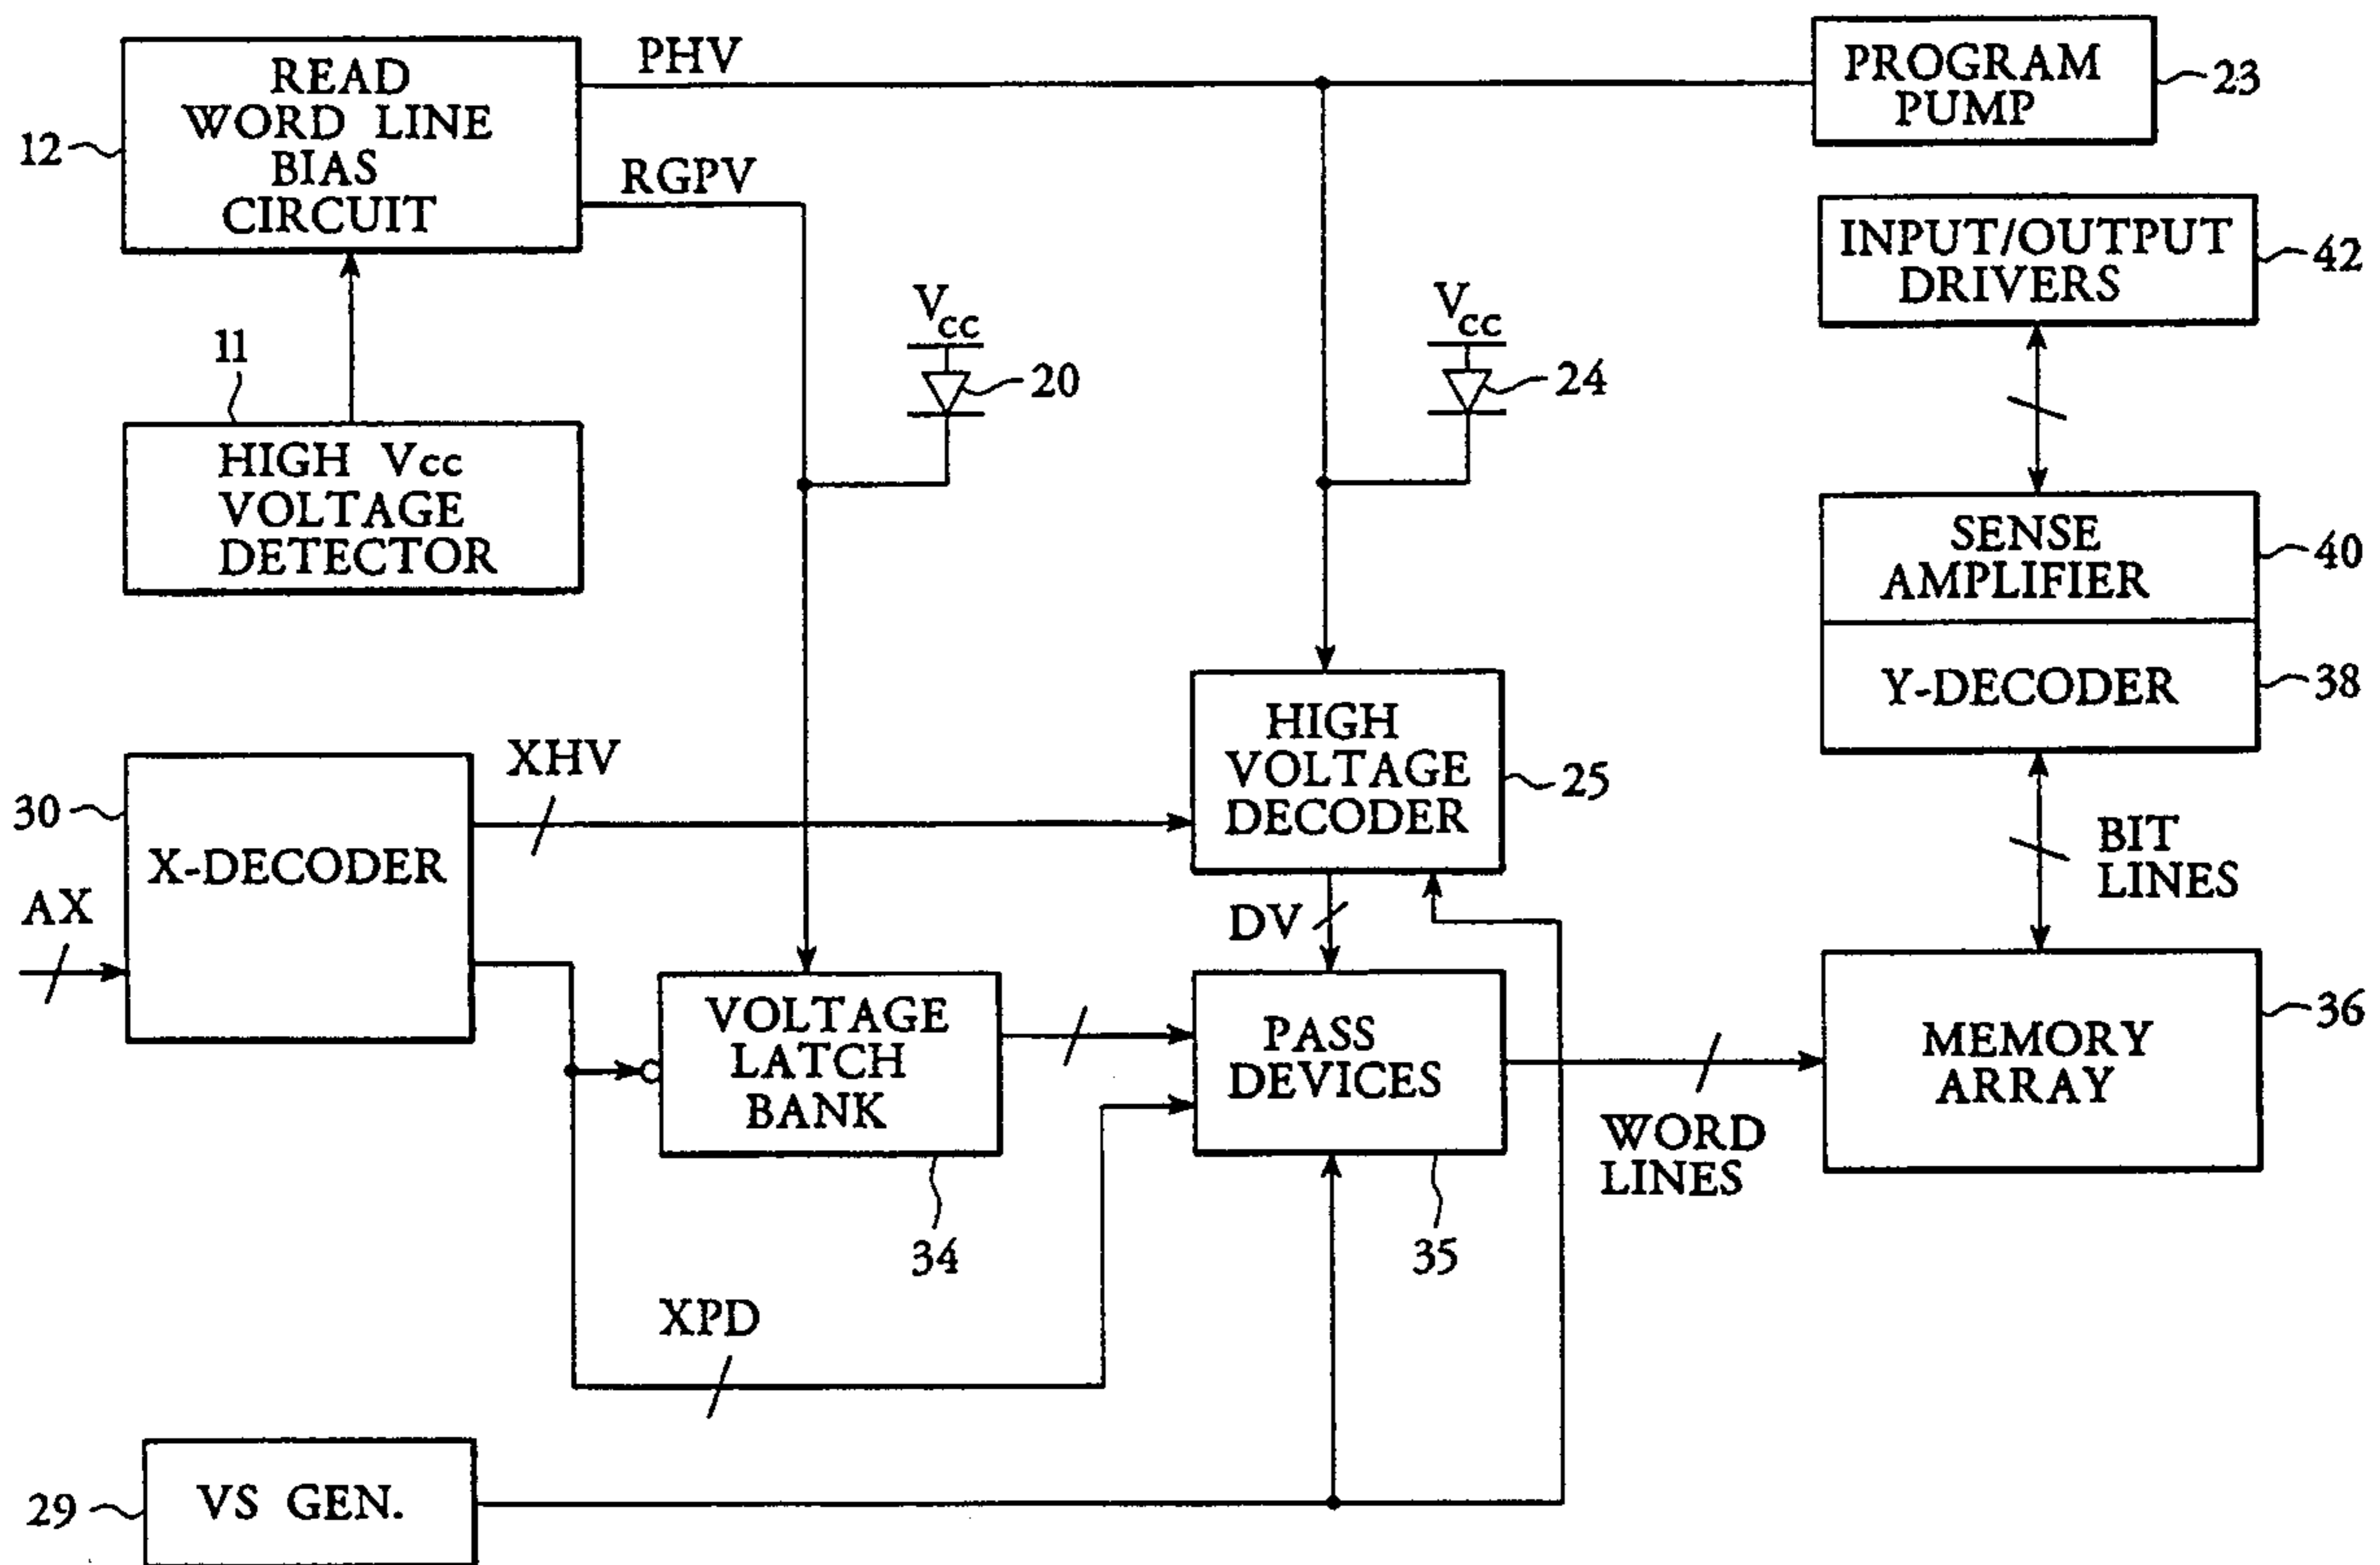 READ
WORD LINE
BIAS
CIRCUIT
12
PHV
RGPV
PROGRAM
PUMP
23
INPUT/OUTPUT
DRIVERS
42
11
HIGH Vcc
VOLTAGE
DETECTOR
Vcc
20
Vcc
24
SENSE
AMPLIFIER
40
Y-DECODER
38
HIGH
VOLTAGE
DECODER
25
XHV
30
X-DECODER
AX
DV
BIT
LINES
VOLTAGE
LATCH
BANK
34
PASS
DEVICES
35
WORD
LINES
MEMORY
ARRAY
36
XPD
29
VS GEN.